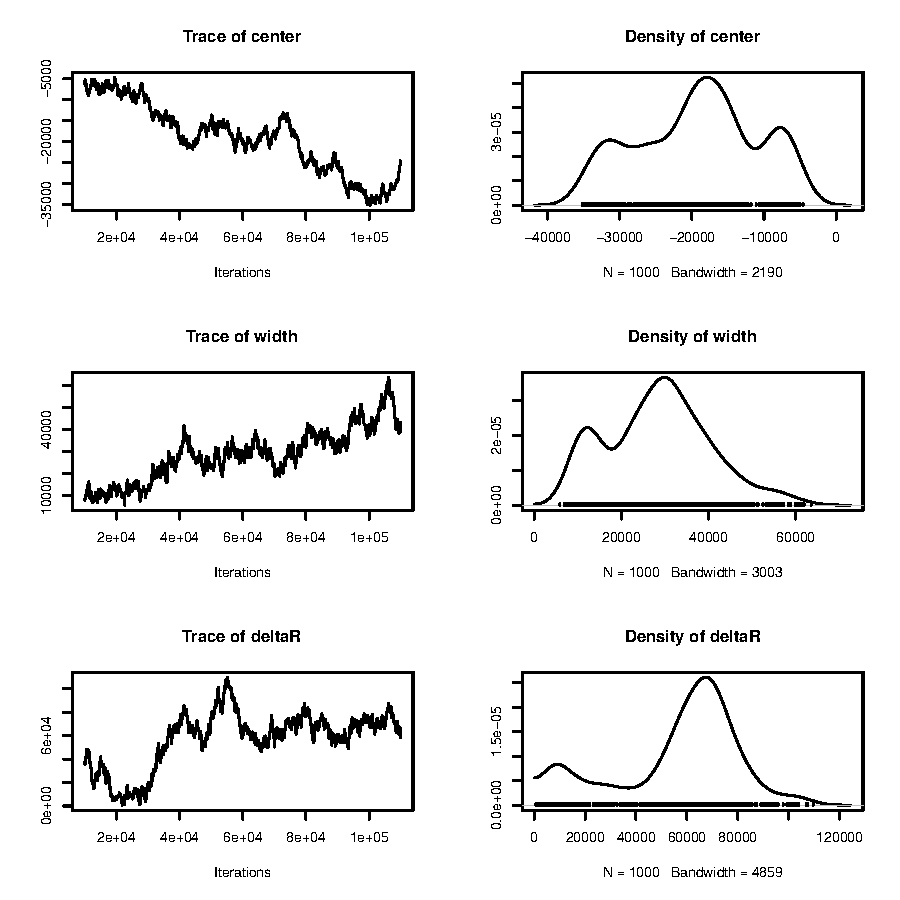 Trace of center
Density of center
-5000
-20000
-35000
2e+04 4e+04 6e+04 8e+04 1e+05
Iterations
3e-05
0e+00
-40000 -30000 -20000 -10000 0
N = 1000 Bandwidth = 2190
Trace of width
Density of width
40000
10000
2e+04 4e+04 6e+04 8e+04 1e+05
Iterations
2e-05
0e+00
0 20000 40000 60000
N = 1000 Bandwidth = 3003
Trace of deltaR
Density of deltaR
6e+04
0e+00
2e+04 4e+04 6e+04 8e+04 1e+05
Iterations
1.5e-05
0.0e+00
0 20000 40000 60000 80000 120000
N = 1000 Bandwidth = 4859